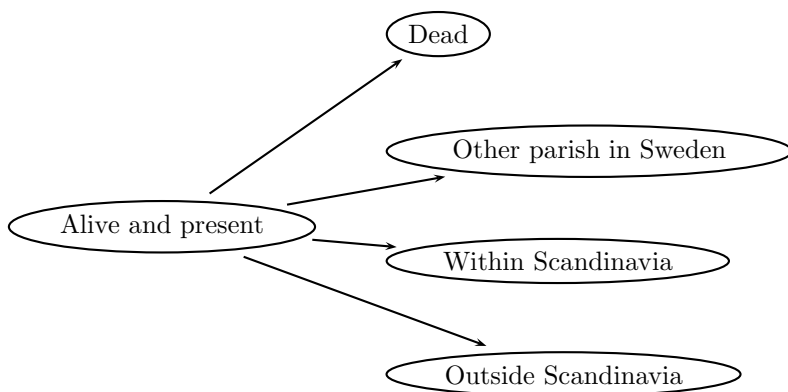 Dead
Other parish in Sweden
Alive and present
Within Scandinavia
Outside Scandinavia